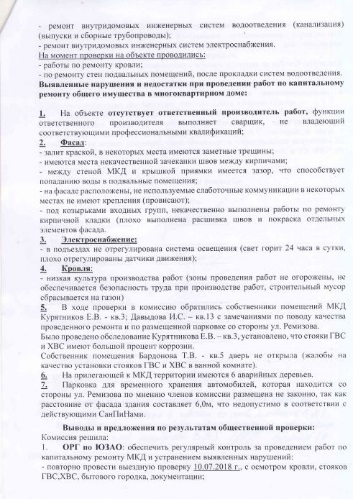 - ремонт внутридомовых инженерных систем водоотведения (канализация)
(выпуски и сборные трубопроводы);
- ремонт внутридомовых инженерных систем электроснабжения.
На момент проверки на объекте проводились:
- работы по ремонту кровли;
- по ремонту стен подвальных помещений, после прокладки систем водоотведения.
Выявленные нарушения и недостатки при проведении работ по капитальному
ремонту общего имущества в многоквартирном доме:
1. На объекте отсутствует ответственный производитель работ, функции
ответственного производителя выполняет сварщик, не владеющий
соответствующими профессиональными квалификаций;
2. Фасад:
- залит краской, в некоторых места имеются заметные трещины;
- имеются места некачественной зачеканки швов между кирпичами;
- между стеной МКД и крышкой приямки имеется зазор, что способствует
попаданию воды в подвальные помещения;
- на фасаде расположены, не используемые слаботочные коммуникации в некоторых
местах не имеют крепления (провисают);
- под козырьками входных групп, некачественно выполнены работы по ремонту
кирпичной кладки (плохо выполнена расшивка швов и покраска отдельных
элементов фасада.
3. Электроснабжение:
- в подъездах не отрегулирована система освещения (свет горит 24 часа в сутки,
плохо отрегулированы датчики движения);
4. Кровля:
- низкая культура производства работ (зоны проведения работ не огорожены, не
обеспечивается безопасность труда при производстве работ, строительный мусор
сбрасывается на газон)
5. В ходе проверки в комиссию обратились собственники помещений МКД
Курятников Е.В. - кв.3; Давыдова И.С. – кв.13 с замечаниями по поводу качества
проведенного ремонта и по размещенной парковке со стороны ул. Ремизова.
Было проведено обследование Курятникова Е.В. – кв.3, установлено, что стояки ГВС
и ХВС имеют большой процент коррозии.
Собственник помещения Бардонова Т.В. - кв.5 дверь не открыла (жалобы на
качество установки стояков ГВС и ХВС в ванной комнате).
6. На прилегающей к МКД территория имеются 6 аварийных деревьев.
7. Парковка для временного хранения автомобилей, которая находится со
стороны ул. Ремизова по мнению членов комиссии размещена не законно, так как
расстояние от фасада здания составляет 6,0м, что недопустимо в соответствии с
действующими СанПиНами.
Выводы и предложения по результатам общественной проверки:
Комиссия решила:
1. ОРГ по ЮЗАО: обеспечить регулярный контроль за проведением работ по
капитальному ремонту МКД и устранением выявленных нарушений:
- повторно провести выездную проверку 10.07.2018 г., с осмотром кровли, стояков
ГВС,ХВС, бытового городка, документации;